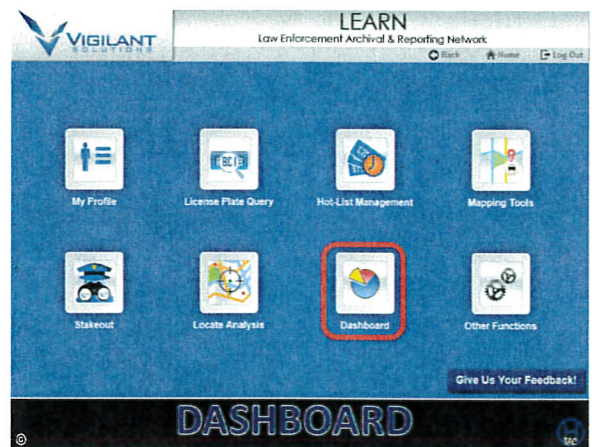 VIGILANT
SOLUTIONS
LEARN
Law Enforcement Archival & Reporting Network
Back Home Log Out
My Profile License Plate Query Hot-List Management Mapping Tools
Stakeout Locate Analysis Dashboard Other Functions
Give Us Your Feedback!
DASHBOARD
©
TAC